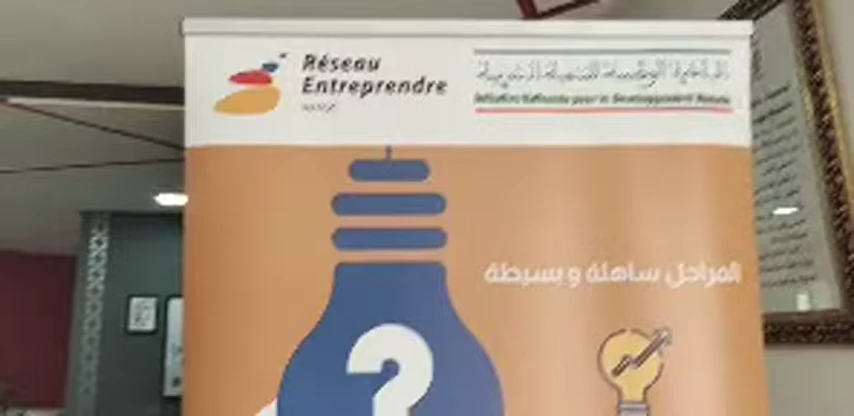 Réseau
Entreprendre
المبادرة الوطنية للتنمية البشرية
Initiative Nationale pour le Développement Humain
المراحل ساهلة و بسيطة
?